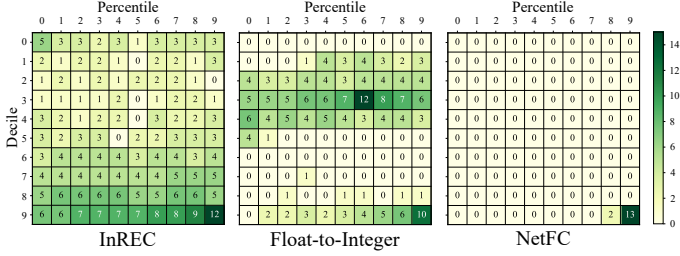 Percentile Percentile Percentile
0 1 2 3 4 5 6 7 8 9 0 1 2 3 4 5 6 7 8 9 0 1 2 3 4 5 6 7 8 9
0 5 3 3 2 3 1 3 3 3 3 0 0 0 0 0 0 0 0 0 0 0 0 0 0 0 0 0 0 0 0
1 2 1 2 2 1 0 2 2 1 3 0 0 0 1 4 3 4 3 2 3 0 0 0 0 0 0 0 0 0 0
2 1 2 1 2 1 2 2 1 1 0 4 3 3 4 4 3 4 4 4 4 0 0 0 0 0 0 0 0 0 0
3 1 1 1 2 0 1 2 2 1 5 5 5 6 6 7 12 8 7 6 0 0 0 0 0 0 0 0 0 0
4 3 2 1 2 2 0 3 2 2 3 6 4 5 4 5 4 3 4 4 3 0 0 0 0 0 0 0 0 0 0
5 3 2 3 3 0 2 2 3 3 3 4 1 0 0 0 0 0 0 0 0 0 0 0 0 0 0 0 0 0 0
6 3 4 4 4 4 3 4 4 3 4 0 0 0 0 0 0 0 0 0 0 0 0 0 0 0 0 0 0 0 0
7 4 4 4 4 4 4 4 5 5 5 0 0 0 1 0 0 0 0 0 0 0 0 0 0 0 0 0 0 0 0
8 5 6 6 6 6 5 5 6 6 5 0 0 1 0 0 1 1 0 1 1 0 0 0 0 0 0 0 0 0 0
9 6 6 7 7 7 7 8 8 9 12 0 2 2 3 2 3 4 5 6 10 0 0 0 0 0 0 0 0 2 13
Decile
InREC Float-to-Integer NetFC
14
12
10
8
6
4
2
0